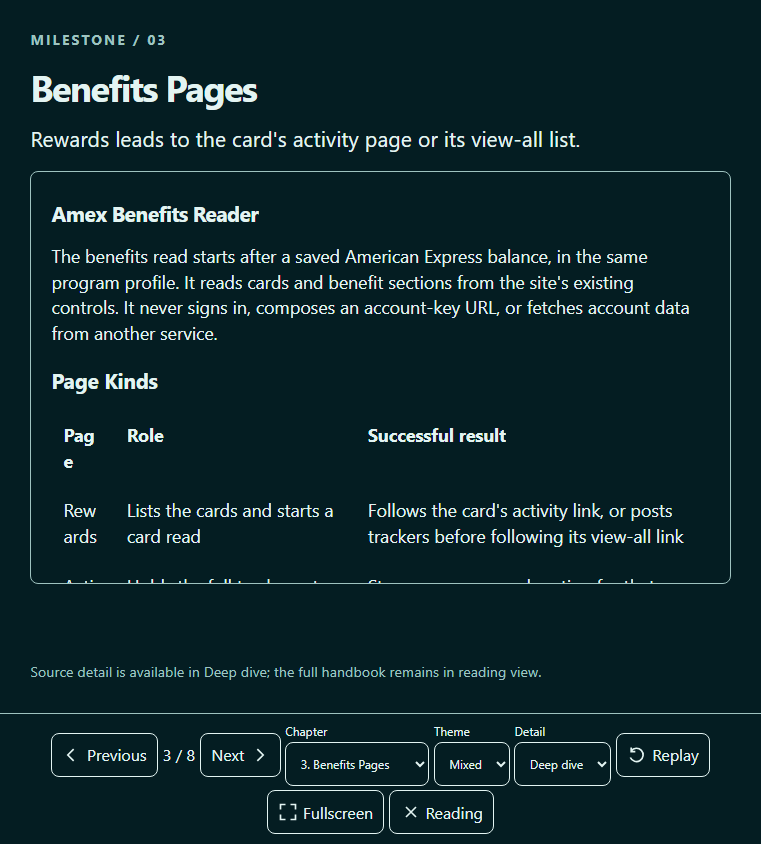 MILESTONE / 03
Benefits Pages
Rewards leads to the card's activity page or its view-all list.
Amex Benefits Reader
The benefits read starts after a saved American Express balance, in the same
program profile. It reads cards and benefit sections from the site's existing
controls. It never signs in, composes an account-key URL, or fetches account data
from another service.
Page Kinds
Pag
e
Role
Successful result
Rew
ards
Lists the cards and starts a
card read
Follows the card's activity link, or posts
trackers before following its view-all link
Source detail is available in Deep dive; the full handbook remains in reading view.
Previous
3 / 8
Next
Chapter
3. Benefits Pages
Theme
Mixed
Detail
Deep dive
Replay
Fullscreen
Reading